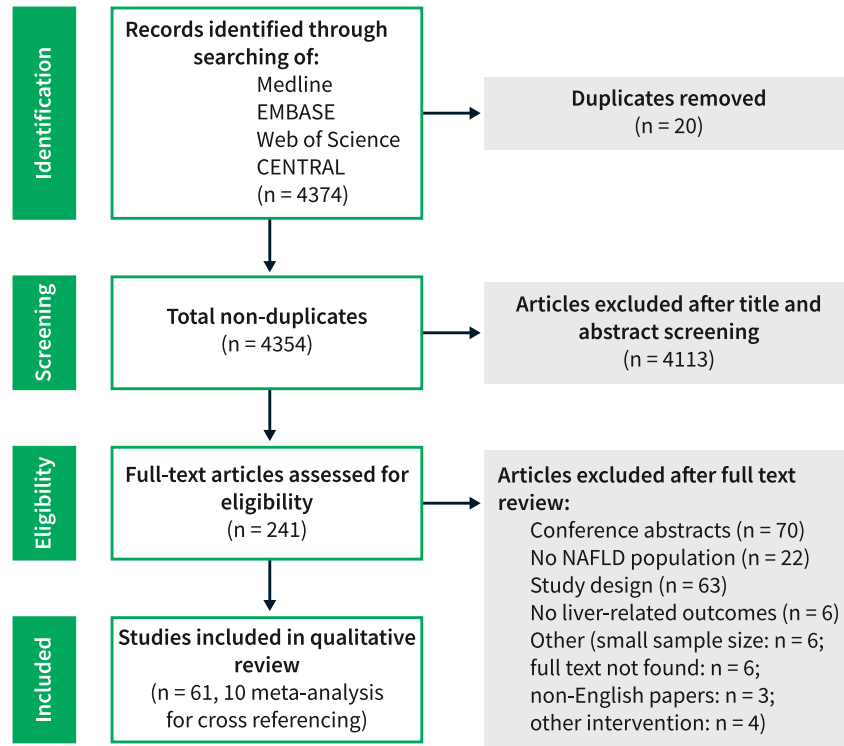 Identification
Records identified through
searching of:
Medline
EMBASE
Web of Science
CENTRAL
(n = 4374)
Duplicates removed
(n = 20)
Screening
Total non-duplicates
(n = 4354)
Articles excluded after title and
abstract screening
(n = 4113)
Eligibility
Full-text articles assessed for
eligibility
(n = 241)
Articles excluded after full text
review:
Conference abstracts (n = 70)
No NAFLD population (n = 22)
Study design (n = 63)
No liver-related outcomes (n = 6)
Other (small sample size: n = 6;
full text not found: n = 6;
non-English papers: n = 3;
other intervention: n = 4)
Included
Studies included in qualitative
review
(n = 61, 10 meta-analysis
for cross referencing)